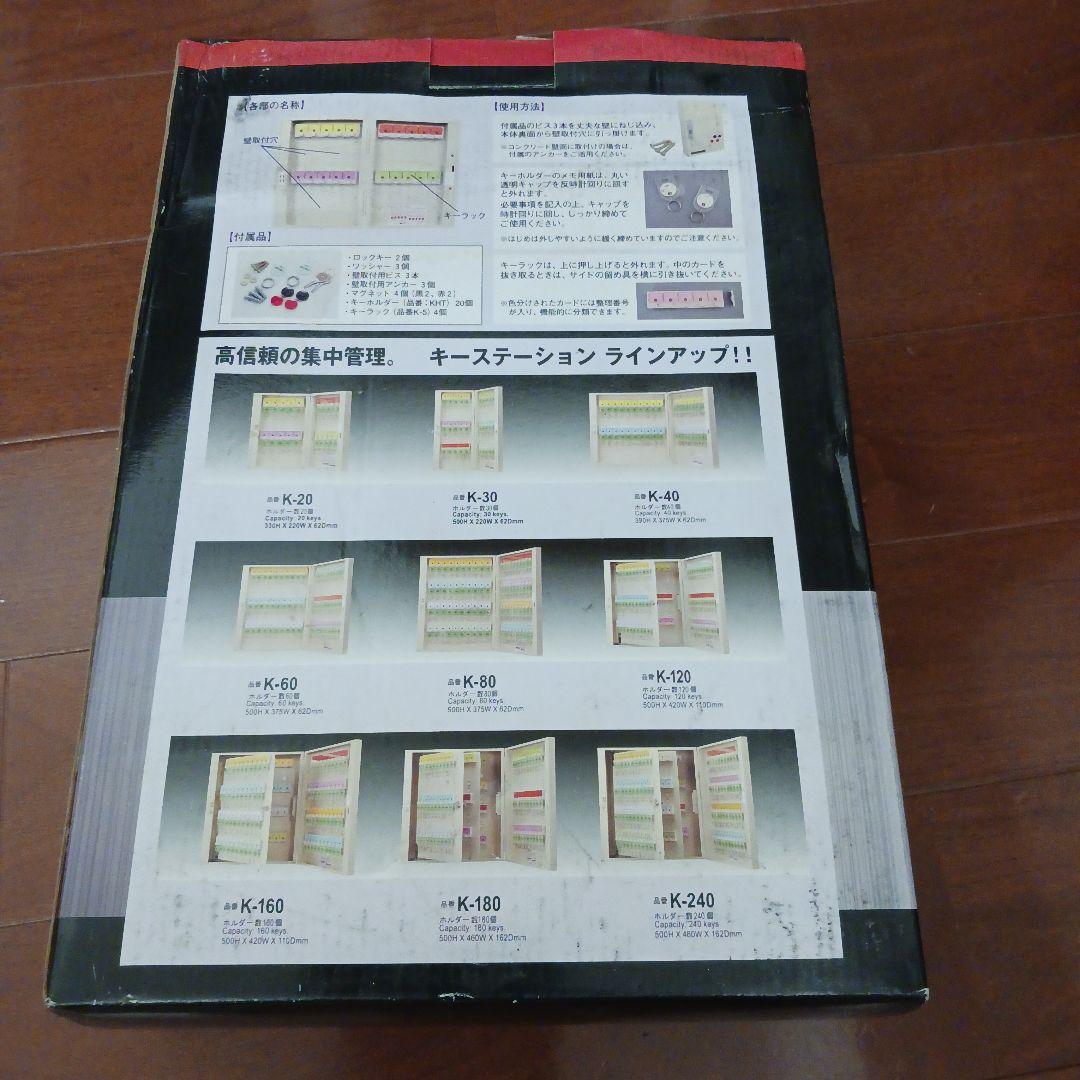 【各部の名称】
壁取付穴
キーラック
【付属品】
・ロックキー 2個
・ワッシャー 3個
・壁取付用ビス 3本
・壁取付用アンカー 3個
・マグネット 4個(黒2、赤2)
・キーホルダー(品番:KHT) 20個
・キーラック(品番K-5) 4個
【使用方法】
付属品のビス3本を丈夫な壁にねじ込み、
本体裏面から壁取付穴に引っ掛けます。
※コンクリート壁面に取付けの場合は、
付属のアンカーをご活用ください。
キーホルダーのメモ用紙は、丸い
透明キャップを反時計回りに回す
と外れます。
必要事項を記入の上、キャップを
時計回りに回し、しっかり締めて
ご使用ください。
※はじめは外しやすいように緩く締めていますのでご注意ください。
キーラックは、上に押し上げると外れます。中のカードを
抜き取るときは、サイドの留め具を横に引き抜いてください。
※色分けされたカードには整理番号
が入り、機能的に分類できます。
高信頼の集中管理。 キーステーション ラインアップ!!
品番 K-20
ホルダー数20個
Capacity: 20 keys.
330H X 220W X 62Dmm
品番 K-30
ホルダー数30個
Capacity: 30 keys.
500H X 220W X 62Dmm
品番 K-40
ホルダー数40個
Capacity: 40 keys.
390H X 375W X 62Dmm
品番 K-60
ホルダー数60個
Capacity: 60 keys.
500H X 375W X 62Dmm
品番 K-80
ホルダー数80個
Capacity: 80 keys.
500H X 375W X 62Dmm
品番 K-120
ホルダー数120個
Capacity: 120 keys.
500H X 420W X 110Dmm
品番 K-160
ホルダー数160個
Capacity: 160 keys.
500H X 420W X 110Dmm
品番 K-180
ホルダー数180個
Capacity: 180 keys.
500H X 460W X 162Dmm
品番 K-240
ホルダー数240個
Capacity: 240 keys.
500H X 460W X 162Dmm